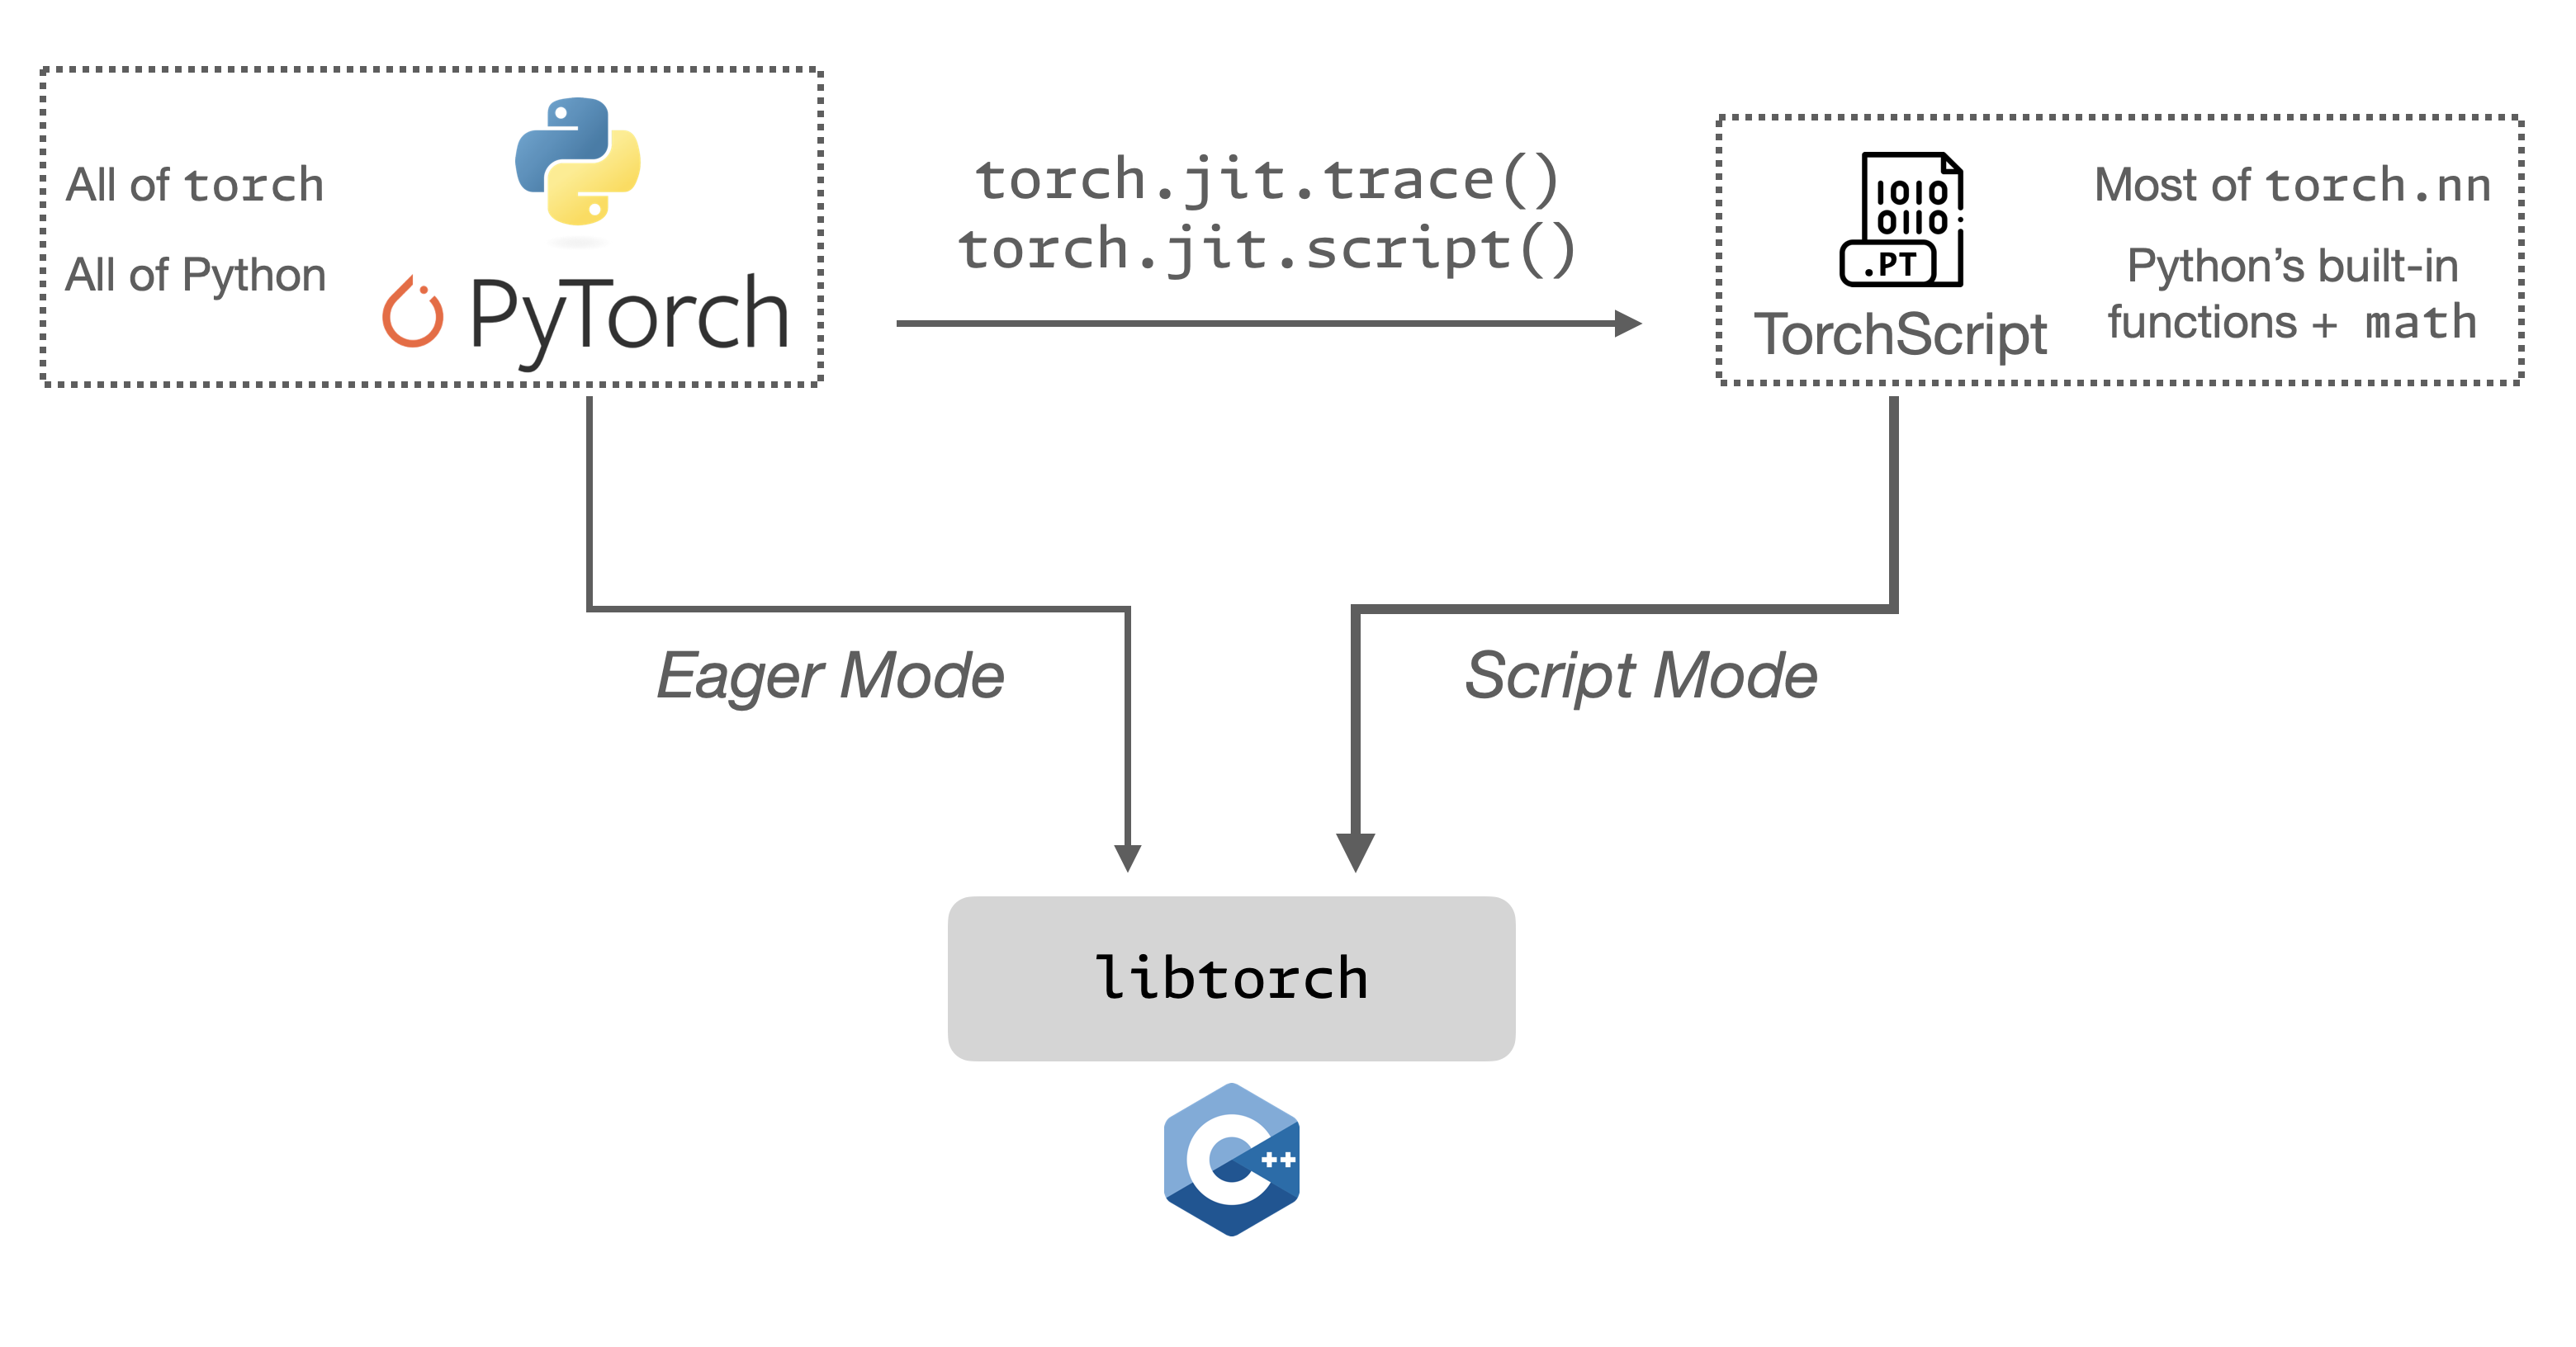 All of torch
All of Python
PyTorch
torch.jit.trace()
torch.jit.script()
1010
0110
.PT
TorchScript
Most of torch.nn
Python’s built-in
functions + math
Eager Mode
Script Mode
libtorch
C++